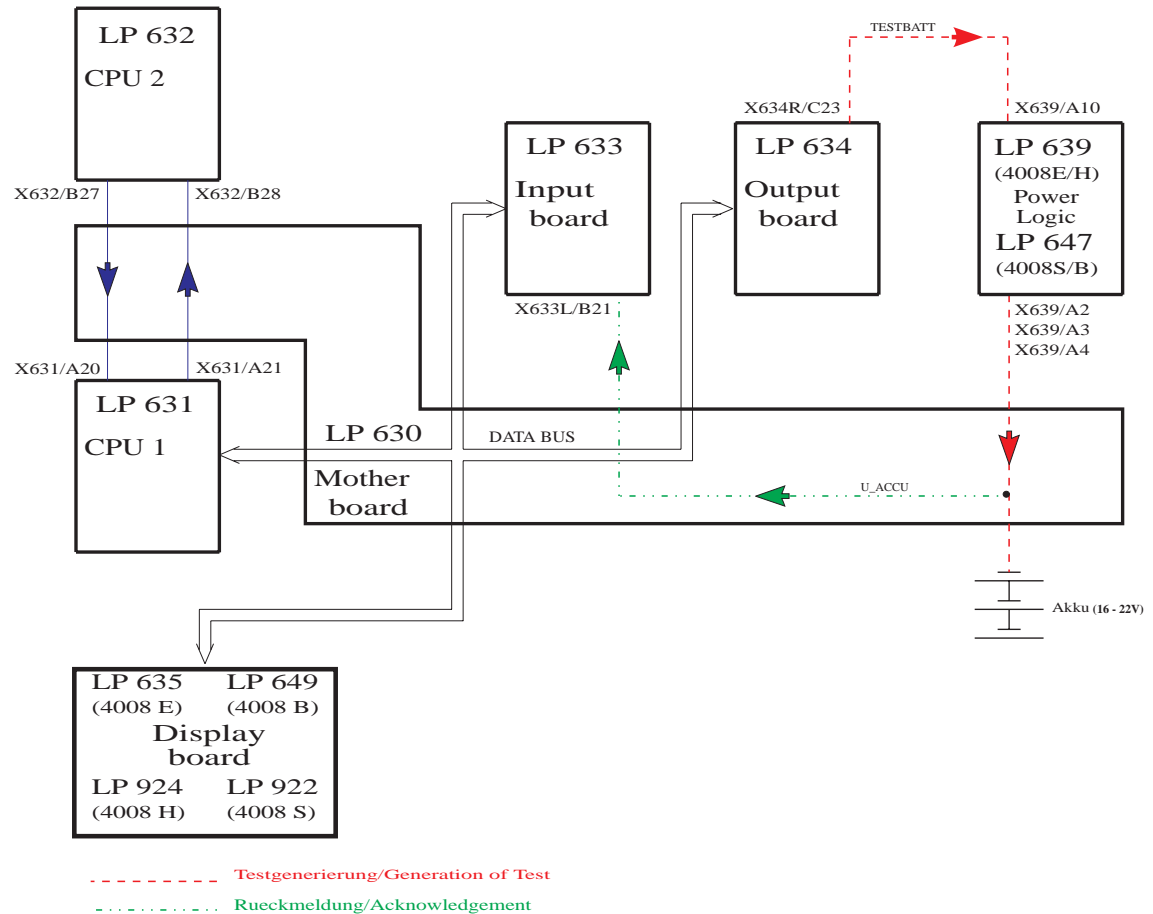 LP 632
CPU 2
X632/B27
X632/B28
X631/A20
X631/A21
LP 631
CPU 1
LP 633
Input
board
X633L/B21
X634R/C23
LP 634
Output
board
TESTBATT
X639/A10
LP 639
(4008E/H)
Power
Logic
LP 647
(4008S/B)
X639/A2
X639/A3
X639/A4
LP 630
DATA BUS
Mother
board
U_ACCU
Akku (16 - 22V)
LP 635
LP 649
(4008 E)
(4008 B)
Display
board
LP 924
LP 922
(4008 H)
(4008 S)
Testgenerierung/Generation of Test
Rueckmeldung/Acknowledgement